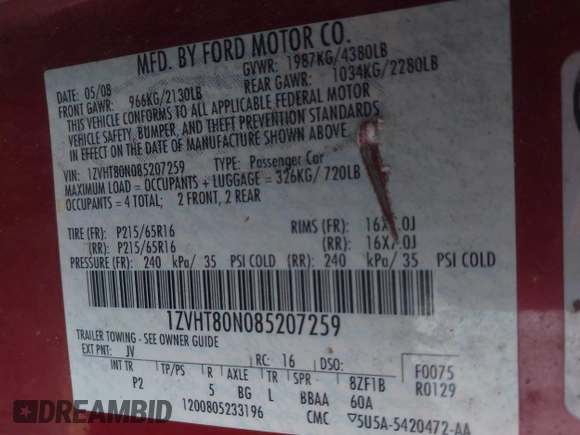 MFD. BY FORD MOTOR CO.
DATE: 05/08 GVWR: 1987KG/4380LB
FRONT GAWR: 966KG/2130LB REAR GAWR: 1034KG/2280LB
THIS VEHICLE CONFORMS TO ALL APPLICABLE FEDERAL MOTOR
VEHICLE SAFETY, BUMPER, AND THEFT PREVENTION STANDARDS
IN EFFECT ON THE DATE OF MANUFACTURE SHOWN ABOVE.
VIN: 1ZVHT80N085207259 TYPE: Passenger Car
MAXIMUM LOAD = OCCUPANTS + LUGGAGE = 326KG/720LB
OCCUPANTS = 4 TOTAL; 2 FRONT, 2 REAR
TIRE (FR): P215/65R16 RIMS (FR):
(RR): P215/65R16 (RR):
PRESSURE (FR): 240 kPa/ 35 PSI COLD (RR): 240 kPa/ 35 PSI COLD
1ZVHT80N085207259
TRAILER TOWING - SEE OWNER GUIDE
EXT PNT: JV RC: 16 DSO: F0075
INT TR TP/PS R AXLE TR SPR 8ZF1B R0129
P2 5 BG L BBAA 60A
1200805233196 CMC 5U5A-5420472-AA
DREAMBID